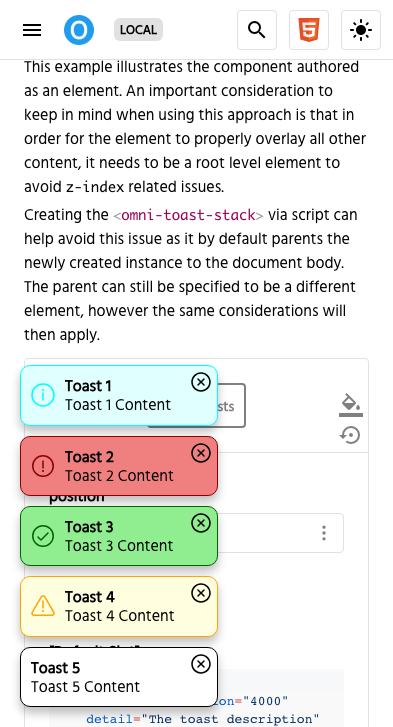 LOCAL
This example illustrates the component authored
as an element. An important consideration to
keep in mind when using this approach is that in
order for the element to properly overlay all other
content, it needs to be a root level element to
avoid z-index related issues.
Creating the <omni-toast-stack> via script can
help avoid this issue as it by default parents the
newly created instance to the document body.
The parent can still be specified to be a different
element, however the same considerations will
then apply.
Toast 1
Toast 1 Content
sts
Toast 2
Toast 2 Content
position
Toast 3
Toast 3 Content
Toast 4
Toast 4 Content
Toast 5
Toast 5 Content
="4000"
detail="The toast description"